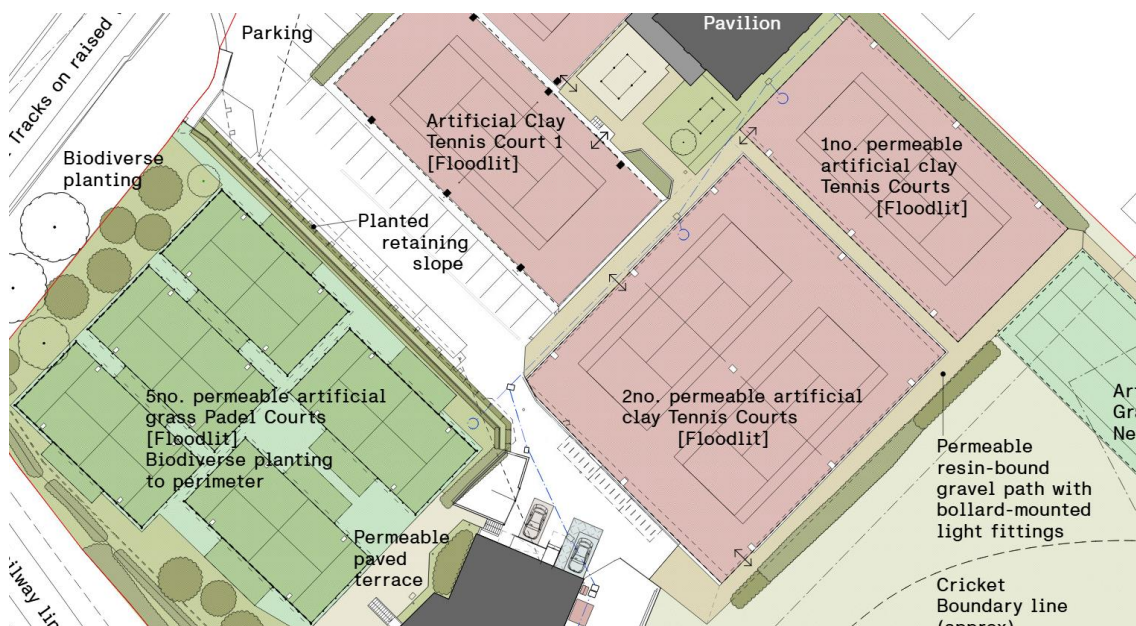 Tracks on raised
Parking
Pavilion
Biodiverse
planting
Artificial Clay
Tennis Court 1
[Floodlit]
1no. permeable
artificial clay
Tennis Courts
[Floodlit]
Planted
retaining
slope
5no. permeable artificial
grass Padel Courts
[Floodlit]
Biodiverse planting
to perimeter
2no. permeable artificial
clay Tennis Courts
[Floodlit]
Permeable
resin-bound
gravel path with
bollard-mounted
light fittings
Permeable
paved
terrace
Cricket
Boundary line